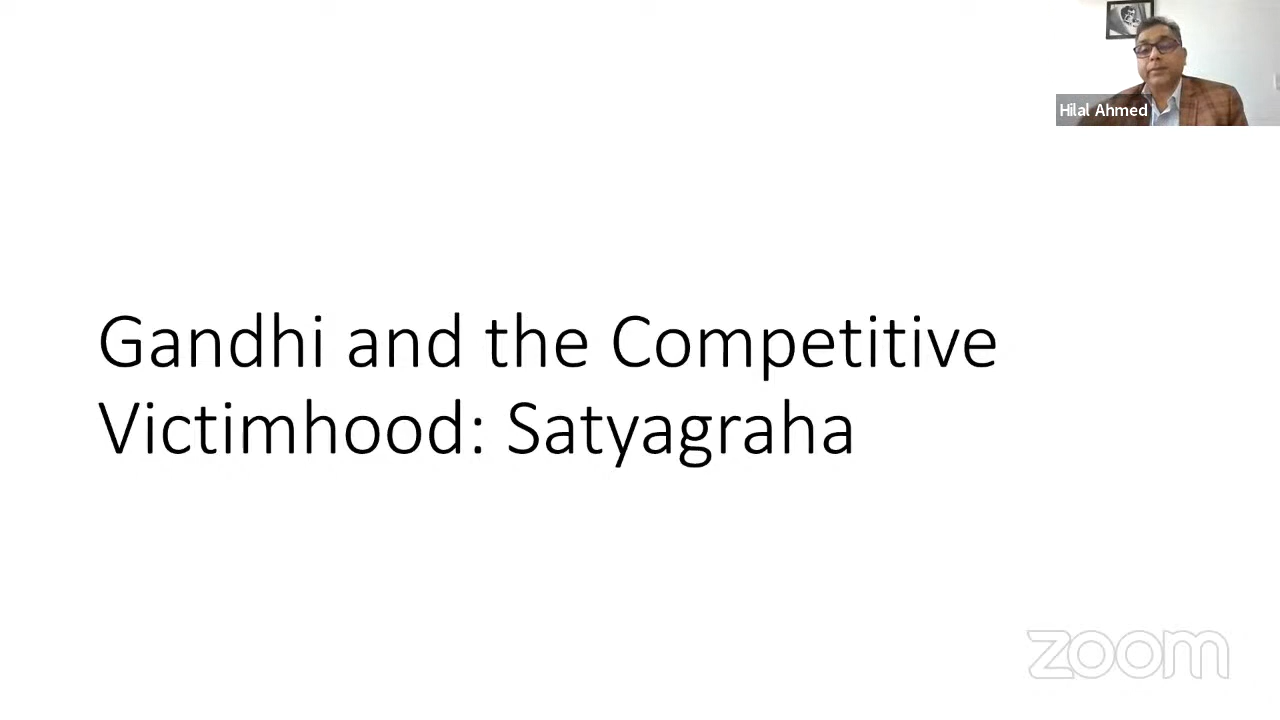 Hilal Ahmed
Gandhi and the Competitive
Victimhood: Satyagraha
zoom